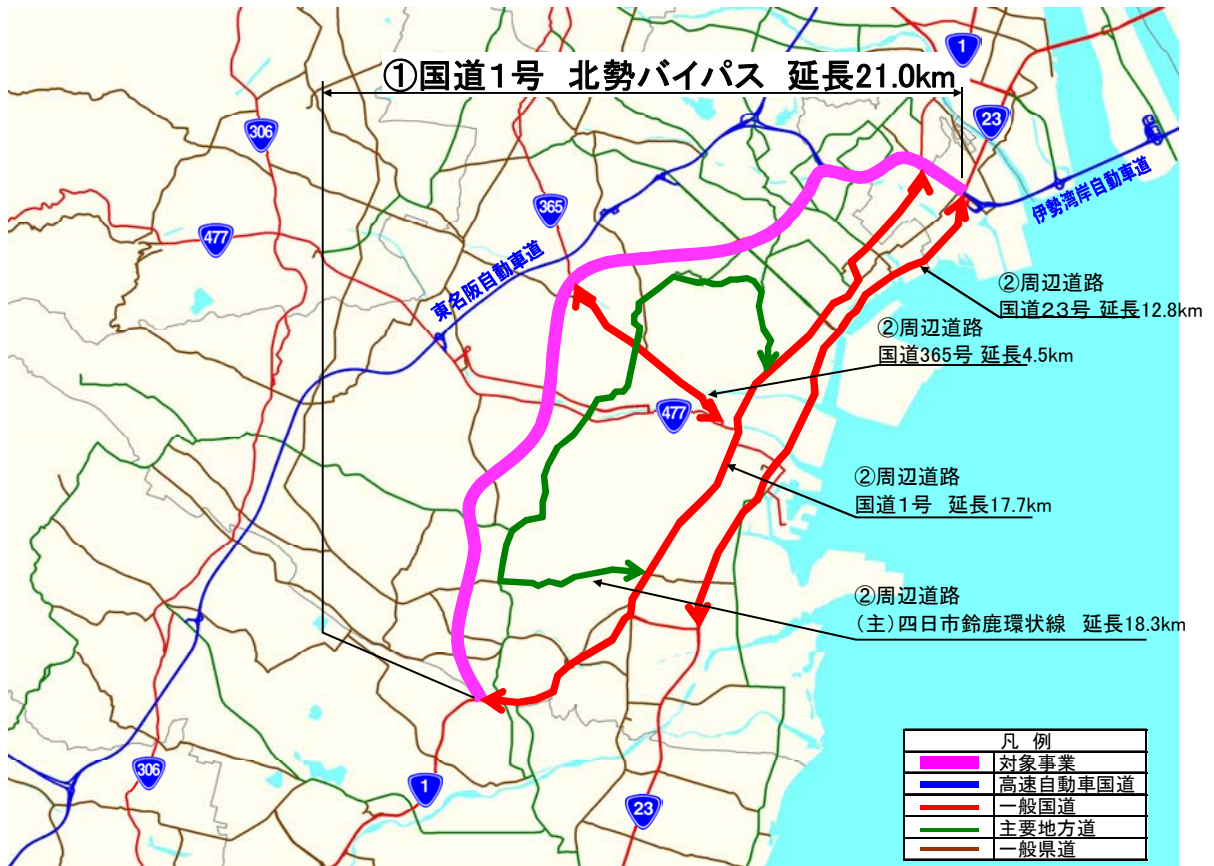 ①国道1号 北勢バイパス 延長21.0km
1
23
306
365
477
伊勢湾岸自動車道
東名阪自動車道
②周辺道路
国道23号 延長12.8km
②周辺道路
国道365号 延長4.5km
477
②周辺道路
国道1号 延長17.7km
②周辺道路
(主)四日市鈴鹿環状線 延長18.3km
306
1
23
凡 例
対象事業
高速自動車国道
一般国道
主要地方道
一般県道